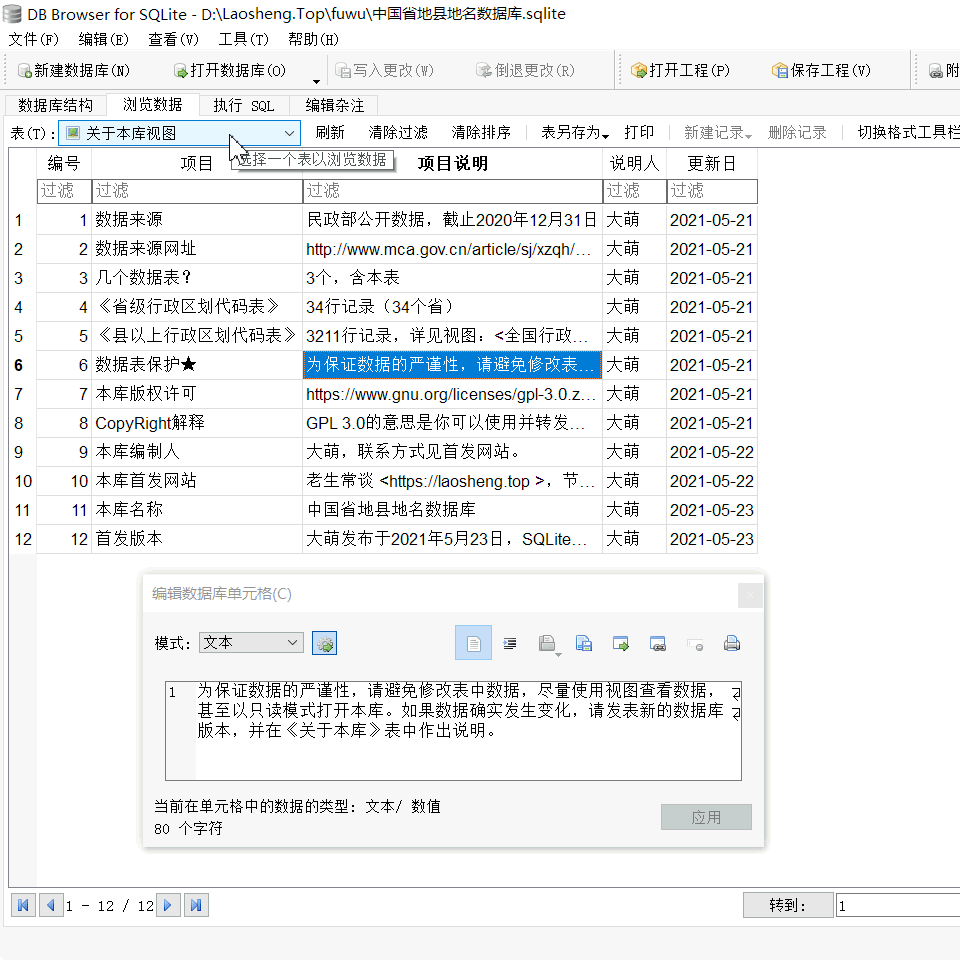 DB Browser for SQLite - D:\Laosheng.Top\fuwu\中国省地县地名数据库.sqlite
文件(F) 编辑(E) 查看(V) 工具(T) 帮助(H)
新建数据库(N) 打开数据库(O) 写入更改(W) 倒退更改(R) 打开工程(P) 保存工程(V) 附
数据库结构 浏览数据 执行 SQL 编辑杂注
表(T): 关于本库视图 刷新 清除过滤 清除排序 表另存为 打印 新建记录 删除记录 切换格式工具栏
选择一个表以浏览数据
编号 项目 项目说明 说明人 更新日
过滤 过滤 过滤 过滤 过滤
1 1 数据来源 民政部公开数据，截止2020年12月31日 大萌 2021-05-21
2 2 数据来源网址 http://www.mca.gov.cn/article/sj/xzqh/… 大萌 2021-05-21
3 3 几个数据表？ 3个，含本表 大萌 2021-05-21
4 4 《省级行政区划代码表》 34行记录（34个省） 大萌 2021-05-21
5 5 《县以上行政区划代码表》 3211行记录，详见视图：<全国行政… 大萌 2021-05-21
6 6 数据表保护★ 为保证数据的严谨性，请避免修改表… 大萌 2021-05-21
7 7 本库版权许可 https://www.gnu.org/licenses/gpl-3.0.z… 大萌 2021-05-21
8 8 CopyRight解释 GPL 3.0的意思是你可以使用并转发… 大萌 2021-05-21
9 9 本库编制人 大萌，联系方式见首发网站。 大萌 2021-05-22
10 10 本库首发网站 老生常谈 <https://laosheng.top >，节… 大萌 2021-05-22
11 11 本库名称 中国省地县地名数据库 大萌 2021-05-23
12 12 首发版本 大萌发布于2021年5月23日，SQLite… 大萌 2021-05-23
编辑数据库单元格(C)
模式: 文本
1 为保证数据的严谨性，请避免修改表中数据，尽量使用视图查看数据，
甚至以只读模式打开本库。如果数据确实发生变化，请发表新的数据库
版本，并在《关于本库》表中作出说明。
当前在单元格中的数据的类型: 文本/ 数值
80 个字符
应用
1 - 12 / 12 转到: 1